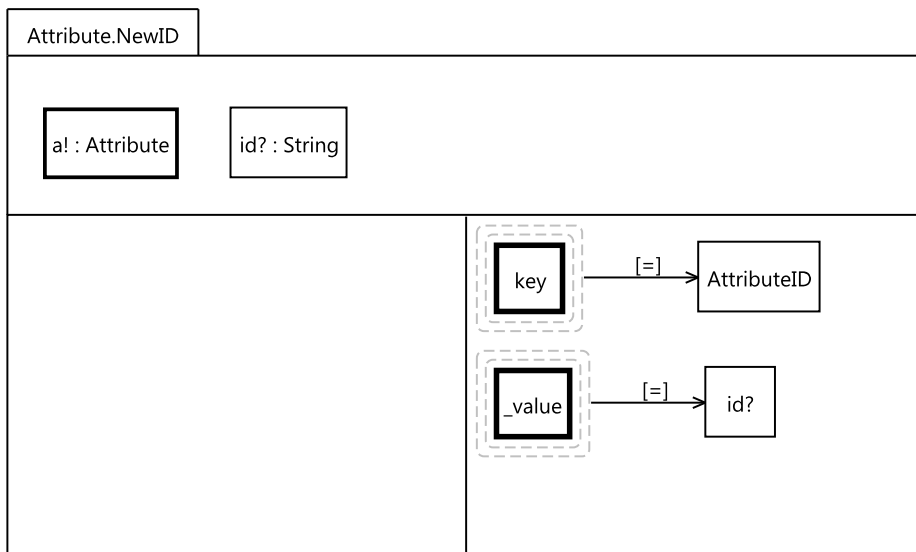 Attribute.NewID
a! : Attribute
id? : String
key
[=]
AttributeID
_value
[=]
id?